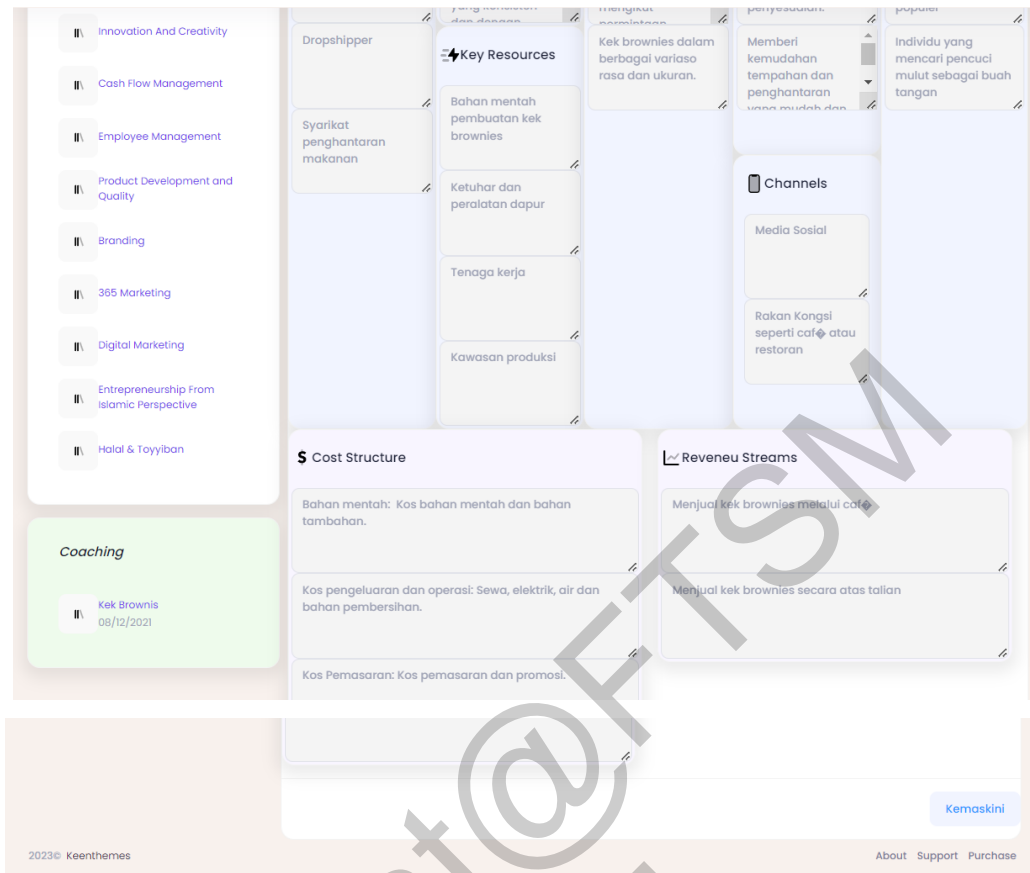 Innovation And Creativity
Cash Flow Management
Employee Management
Product Development and
Quality
Branding
365 Marketing
Digital Marketing
Entrepreneurship From
Islamic Perspective
Halal & Toyyiban
Coaching
Kek Brownis
08/12/2021
Dropshipper
Syarikat
penghantaran
makanan
Key Resources
Bahan mentah
pembuatan kek
brownies
Ketuhar dan
peralatan dapur
Tenaga kerja
Kawasan produksi
mengikat
Kek brownies dalam
berbagai variaso
rasa dan ukuran.
penyesuaian.
Memberi
kemudahan
tempahan dan
penghantaran
yang mudah dan
Channels
Media Sosial
Rakan Kongsi
seperti caf� atau
restoran
populer
Individu yang
mencari pencuci
mulut sebagai buah
tangan
$ Cost Structure
Bahan mentah:  Kos bahan mentah dan bahan
tambahan.
Kos pengeluaran dan operasi: Sewa, elektrik, air dan
bahan pembersihan.
Kos Pemasaran: Kos pemasaran dan promosi.
Reveneu Streams
Menjual kek brownies melalui caf�
Menjual kek brownies secara atas talian
Kemaskini
2023© Keenthemes
About Support Purchase
t@FTSM